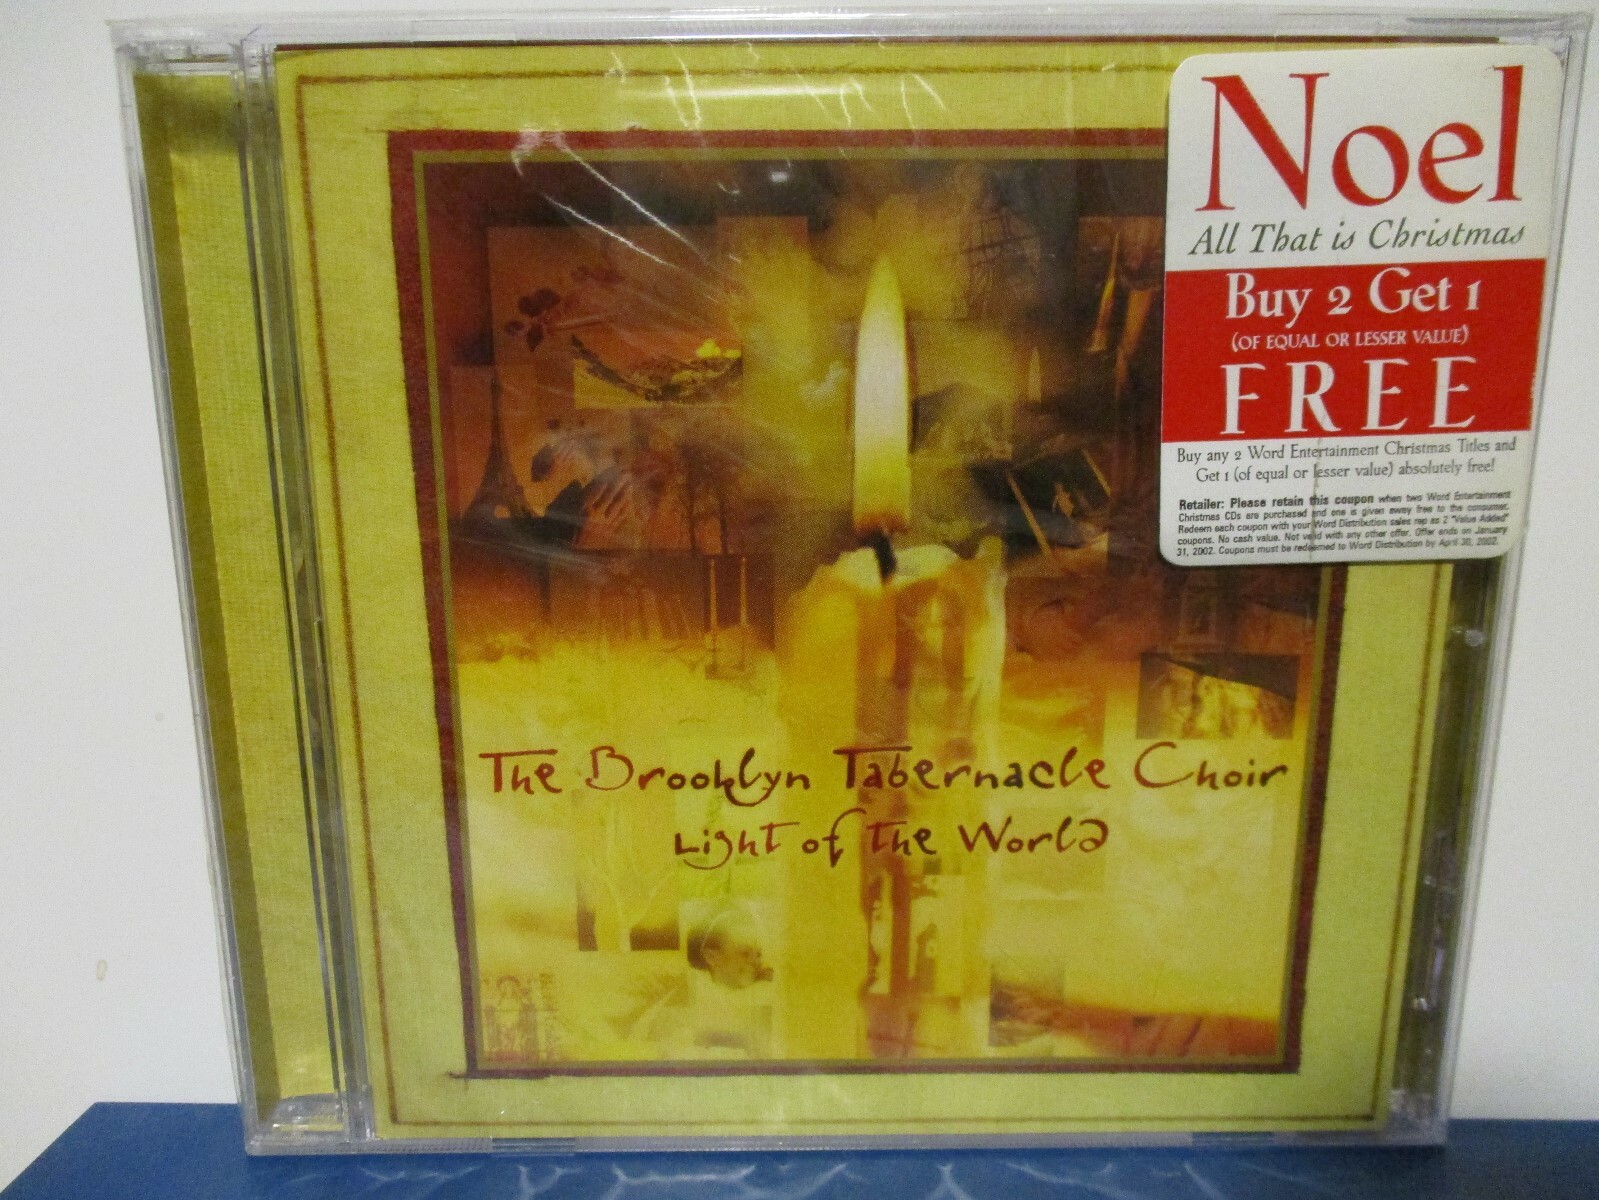 Noel
All That is Christmas
Buy 2 Get 1
(OF EQUAL OR LESSER VALUE)
FREE
Buy any 2 Word Entertainment Christmas Titles and
Get 1 (of equal or lesser value) absolutely free!
Retailer: Please retain this coupon when two Word Entertainment
Christmas CDs are purchased and one is given away free to the consumer.
Redeem each coupon with your Word Distribution sales rep as 2 "Value Added"
coupons. No cash value. Not valid with any other offer. Offer ends on January
31, 2002. Coupons must be redeemed to Word Distribution by April 30, 2002.
The Brooklyn Tabernacle Choir
Light of the World